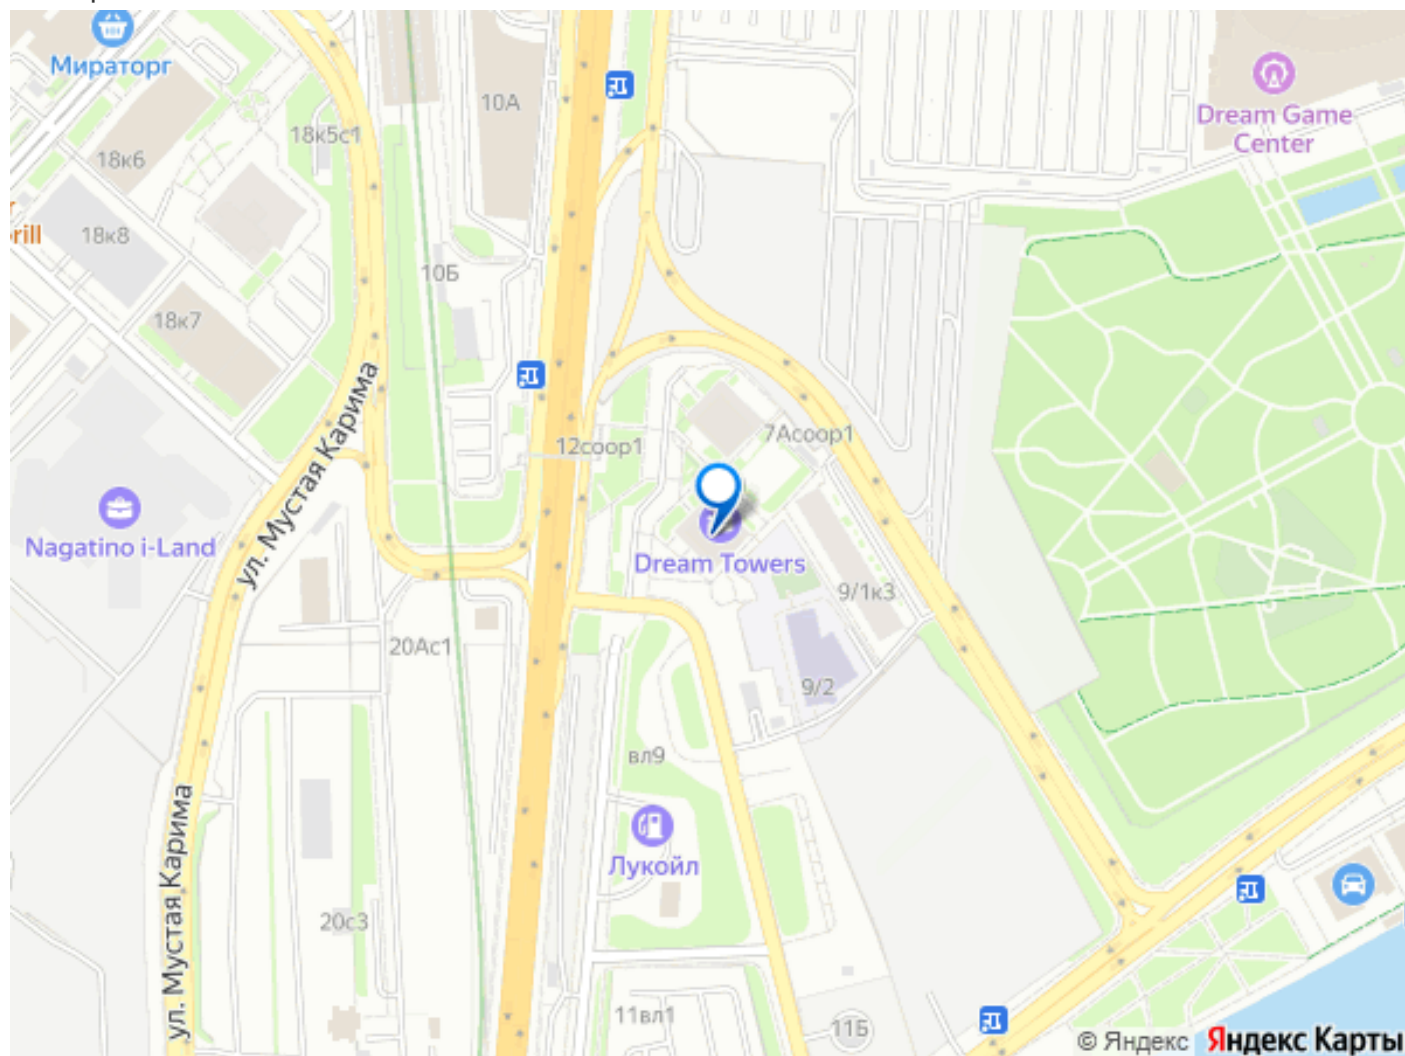 Мираторг
10А
Dream Game
Center
18к5с1
18к6
rill
18к8
10Б
18к7
ул. Мустая Карима
12соор1
7Асоор1
Nagatino i-Land
Dream Towers
9/1к3
20Ас1
9/2
вл9
Лукойл
ул. Мустая Карима
20с3
11вл1
11Б
© Яндекс Яндекс Карты